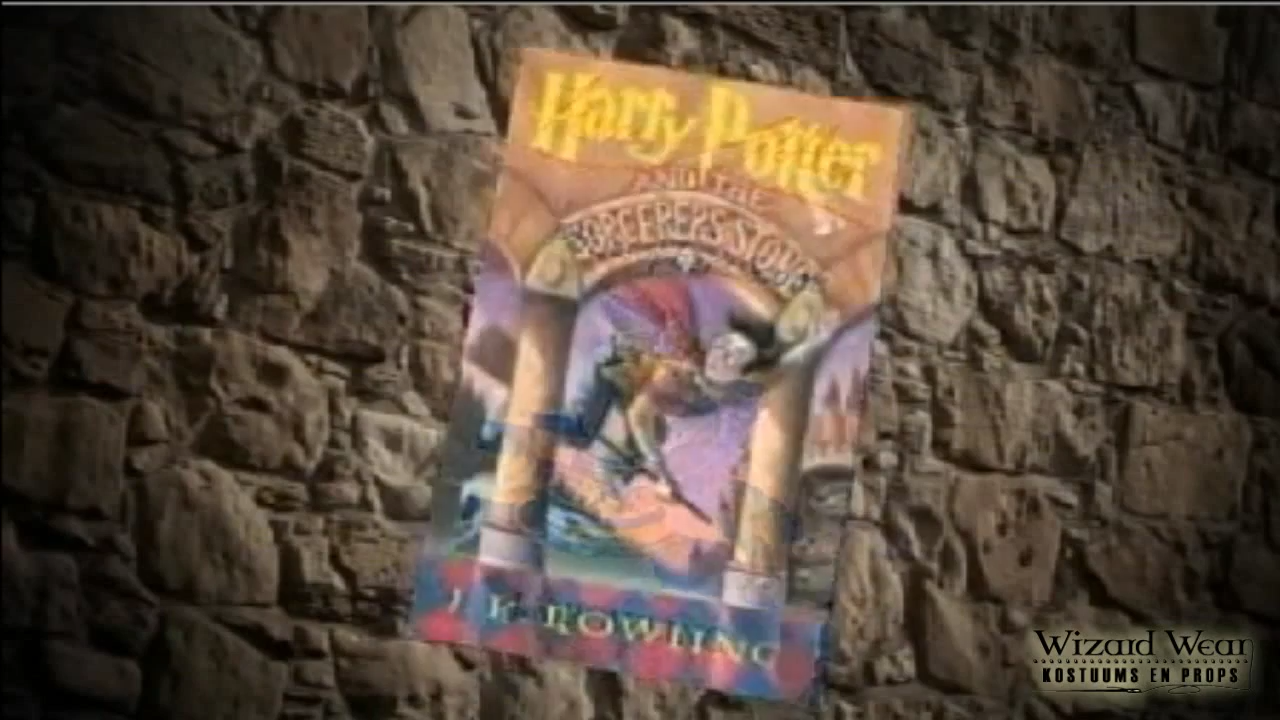 Harry Potter
AND THE
SORCERER'S STONE
J. K. ROWLING
Wizard Wear
KOSTUUMS EN PROPS